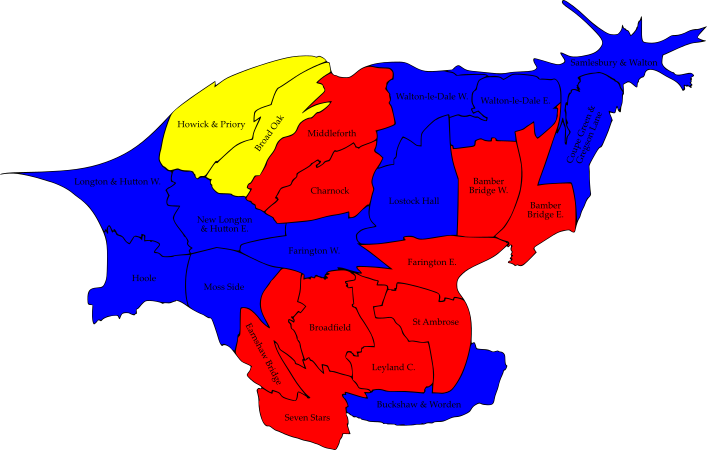 Samlesbury & Walton
Walton-le-Dale W.
Walton-le-Dale E.
Coupe Green &
Gregson Lane
Howick & Priory
Broad Oak
Middleforth
Charnock
Longton & Hutton W.
New Longton
& Hutton E.
Lostock Hall
Bamber
Bridge W.
Bamber
Bridge E.
Farington W.
Farington E.
Hoole
Moss Side
Broadfield
St Ambrose
Earnshaw Bridge
Leyland C.
Seven Stars
Buckshaw & Worden